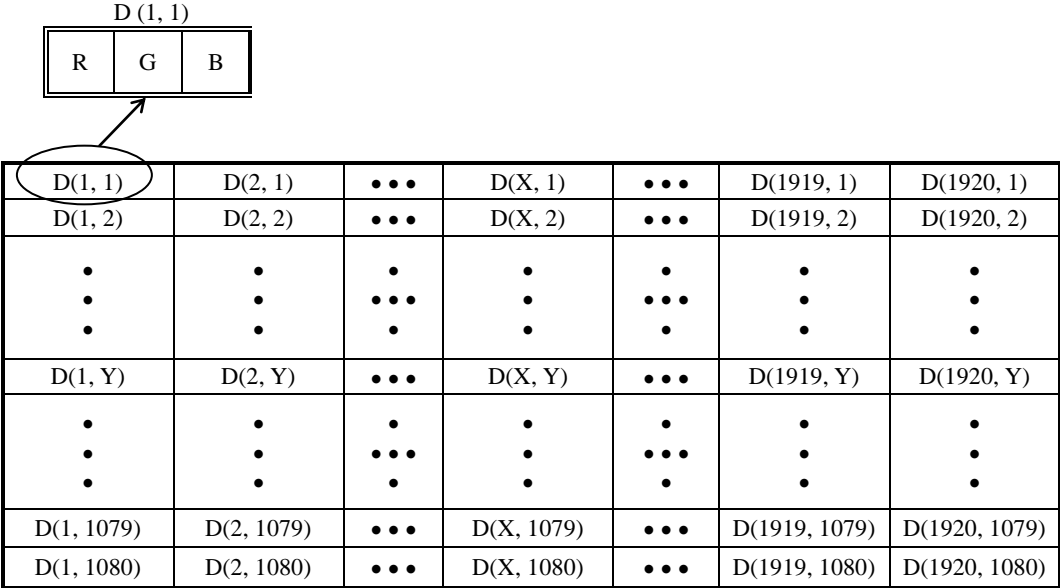 D (1, 1)
R G B
D(1, 1) D(2, 1) ●●● D(X, 1) ●●● D(1919, 1) D(1920, 1)
D(1, 2) D(2, 2) ●●● D(X, 2) ●●● D(1919, 2) D(1920, 2)
● ● ● ● ● ● ●
● ● ●●● ● ●●● ● ●
● ● ● ● ● ● ●
D(1, Y) D(2, Y) ●●● D(X, Y) ●●● D(1919, Y) D(1920, Y)
● ● ● ● ● ● ●
● ● ●●● ● ●●● ● ●
● ● ● ● ● ● ●
D(1, 1079) D(2, 1079) ●●● D(X, 1079) ●●● D(1919, 1079) D(1920, 1079)
D(1, 1080) D(2, 1080) ●●● D(X, 1080) ●●● D(1919, 1080) D(1920, 1080)